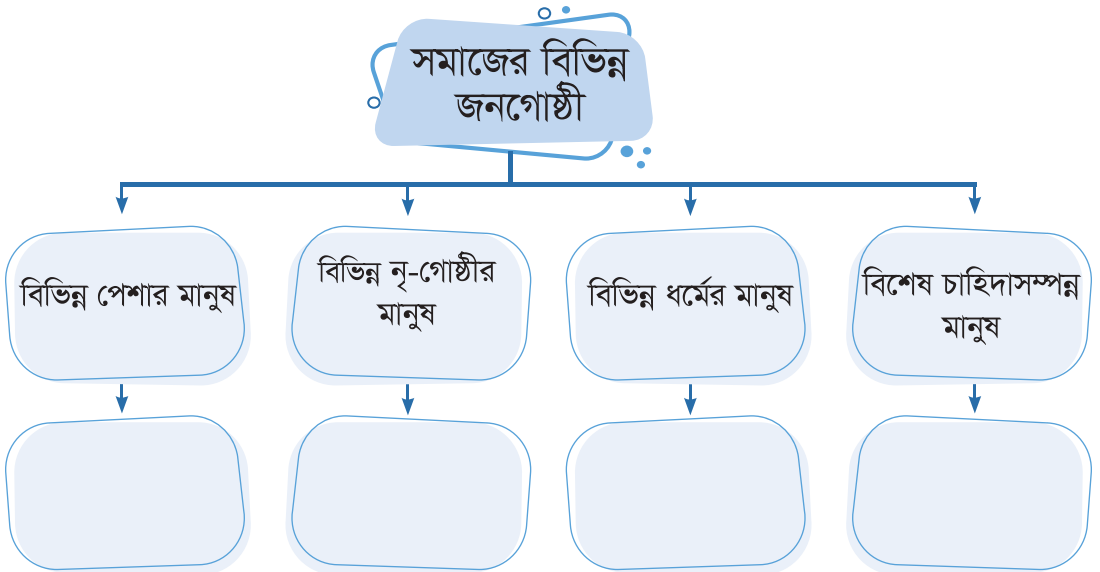 সমাজের বিভিন্ন
জনগোষ্ঠী
বিভিন্ন পেশার মানুষ
বিভিন্ন নৃ-গোষ্ঠীর
মানুষ
বিভিন্ন ধর্মের মানুষ
বিশেষ চাহিদাসম্পন্ন
মানুষ